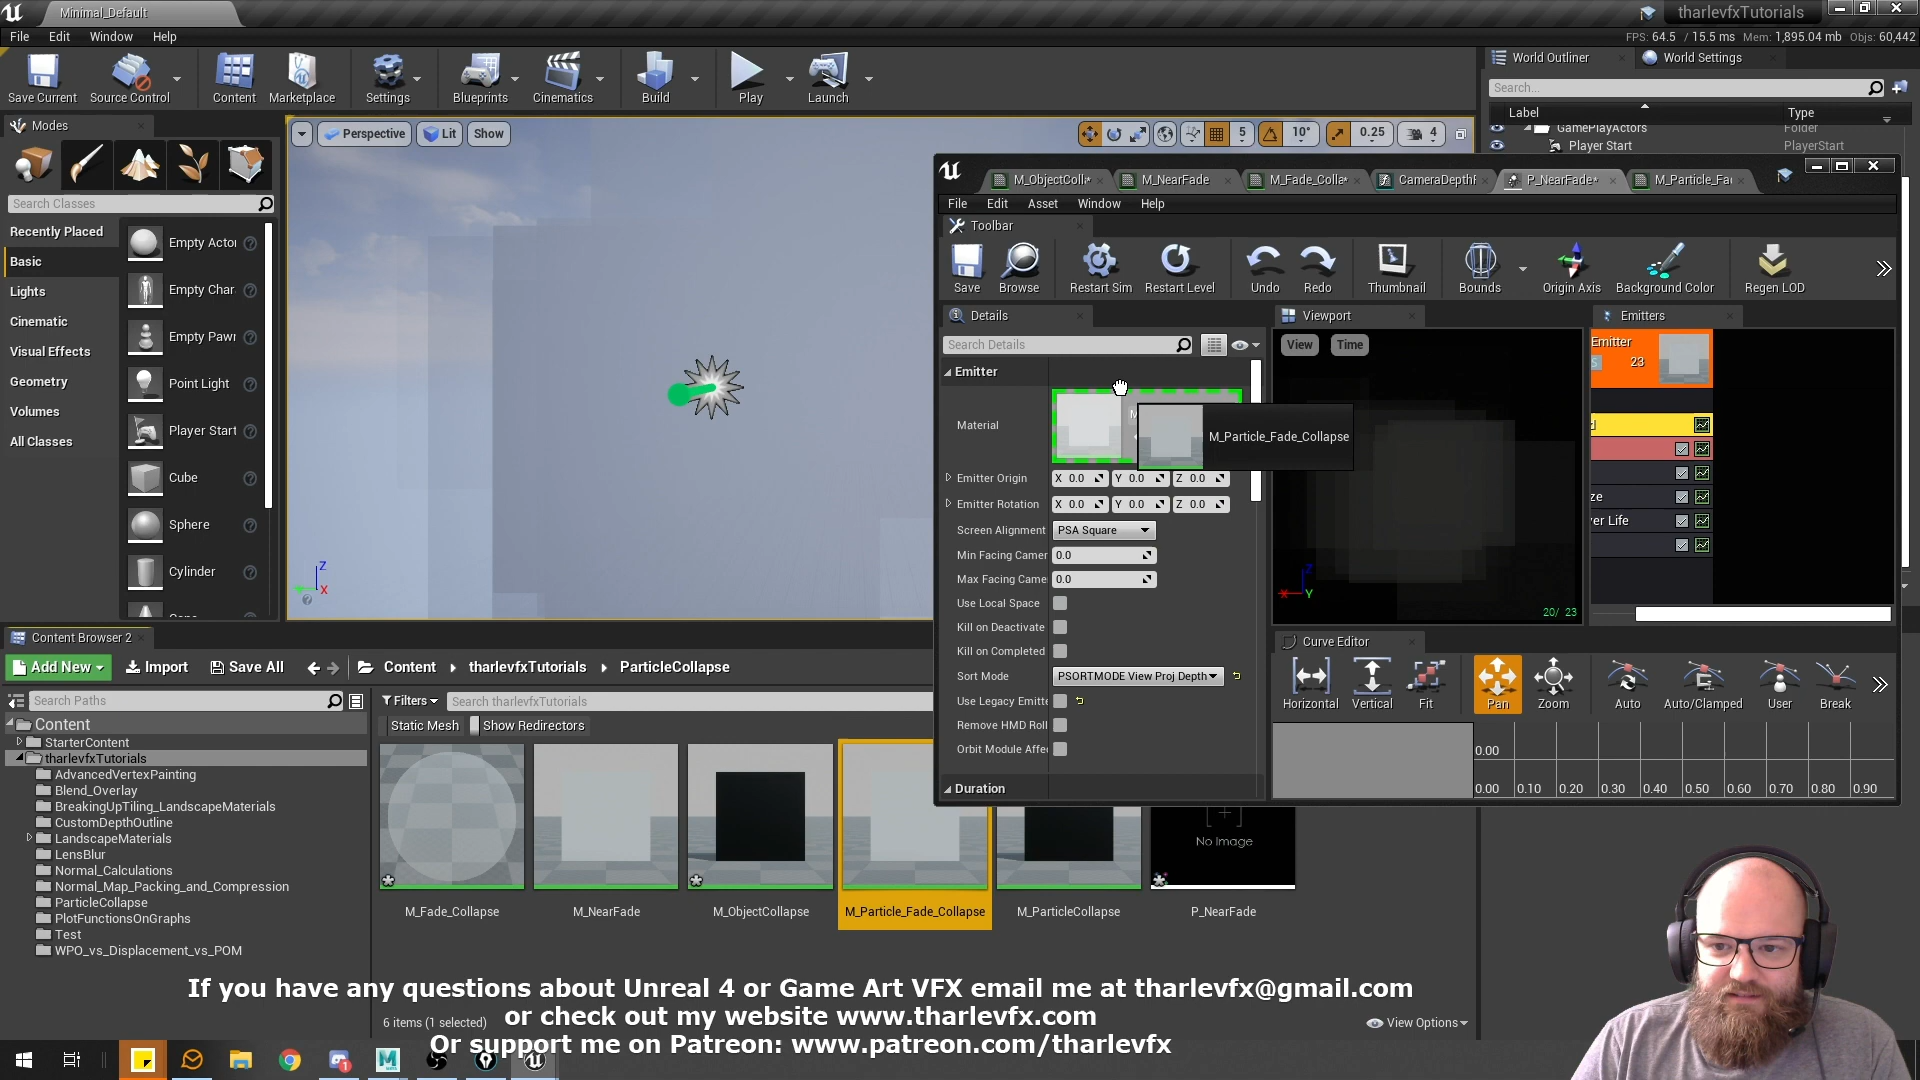 Minimal_Default
tharlevfxTutorials
File Edit Window Help
FPS: 64.5 / 15.5 ms Mem: 1,895.04 mb Objs: 60,442
Save Current
Source Control
Content
Marketplace
Settings
Blueprints
Cinematics
Build
Play
Launch
World Outliner
World Settings
Search...
Label
Type
GamePlayActors
Folder
Player Start
PlayerStart
Modes
Search Classes
Recently Placed
Basic
Lights
Cinematic
Visual Effects
Geometry
Volumes
All Classes
Empty Actor
Empty Char
Empty Pawn
Point Light
Player Start
Cube
Sphere
Cylinder
Perspective
Lit
Show
5
10°
0.25
4
Z
X
M_ObjectColl*
M_NearFade
M_Fade_Colla*
CameraDepthF
P_NearFade*
M_Particle_Fa
File Edit Asset Window Help
Toolbar
Save
Browse
Restart Sim
Restart Level
Undo
Redo
Thumbnail
Bounds
Origin Axis
Background Color
Regen LOD
Details
Search Details
Emitter
Material
M_Particle_Fade_Collapse
Emitter Origin X 0.0 Y 0.0 Z 0.0
Emitter Rotation X 0.0 Y 0.0 Z 0.0
Screen Alignment PSA Square
Min Facing Camer 0.0
Max Facing Came 0.0
Use Local Space
Kill on Deactivate
Kill on Completed
Sort Mode PSORTMODE View Proj Depth
Use Legacy Emitte
Remove HMD Roll
Orbit Module Affec
Duration
Viewport
View
Time
Z
X
Y
20/ 23
Emitters
Emitter
23
ze
ver Life
Curve Editor
Horizontal
Vertical
Fit
Pan
Zoom
Auto
Auto/Clamped
User
Break
0.00
0.00 0.10 0.20 0.30 0.40 0.50 0.60 0.70 0.80 0.90
Content Browser 2
Add New
Import
Save All
Content
tharlevfxTutorials
ParticleCollapse
Search Paths
Filters
Search tharlevfxTutorials
Static Mesh
Show Redirectors
Content
StarterContent
tharlevfxTutorials
AdvancedVertexPainting
Blend_Overlay
BreakingUpTiling_LandscapeMaterials
CustomDepthOutline
LandscapeMaterials
LensBlur
Normal_Calculations
Normal_Map_Packing_and_Compression
ParticleCollapse
PlotFunctionsOnGraphs
Test
WPO_vs_Displacement_vs_POM
No Image
M_Fade_Collapse
M_NearFade
M_ObjectCollapse
M_Particle_Fade_Collapse
M_ParticleCollapse
P_NearFade
6 items (1 selected)
View Options
If you have any questions about Unreal 4 or Game Art VFX email me at tharlevfx@gmail.com
or check out my website www.tharlevfx.com
Or support me on Patreon: www.patreon.com/tharlevfx